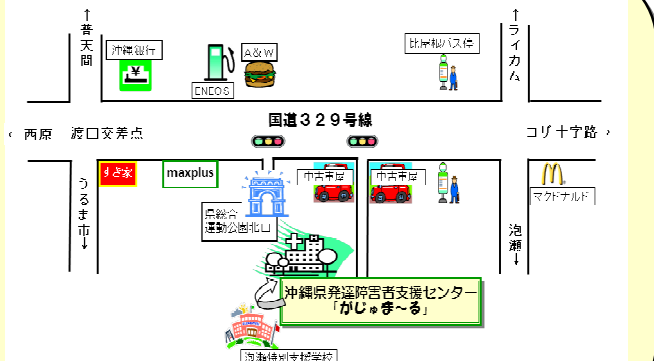 ↑普天間
沖縄銀行
¥
ENEOS
A&W
比屋根バス停
↑ライカム
国道329号線
← 西原 渡口交差点
コザ十字路 →
すき家
maxplus
中古車屋
中古車屋
マクドナルド
うるま市↓
県総合
運動公園北口
泡瀬↓
沖縄県発達障害者支援センター
「がじゅま~る」
泡瀬特別支援学校